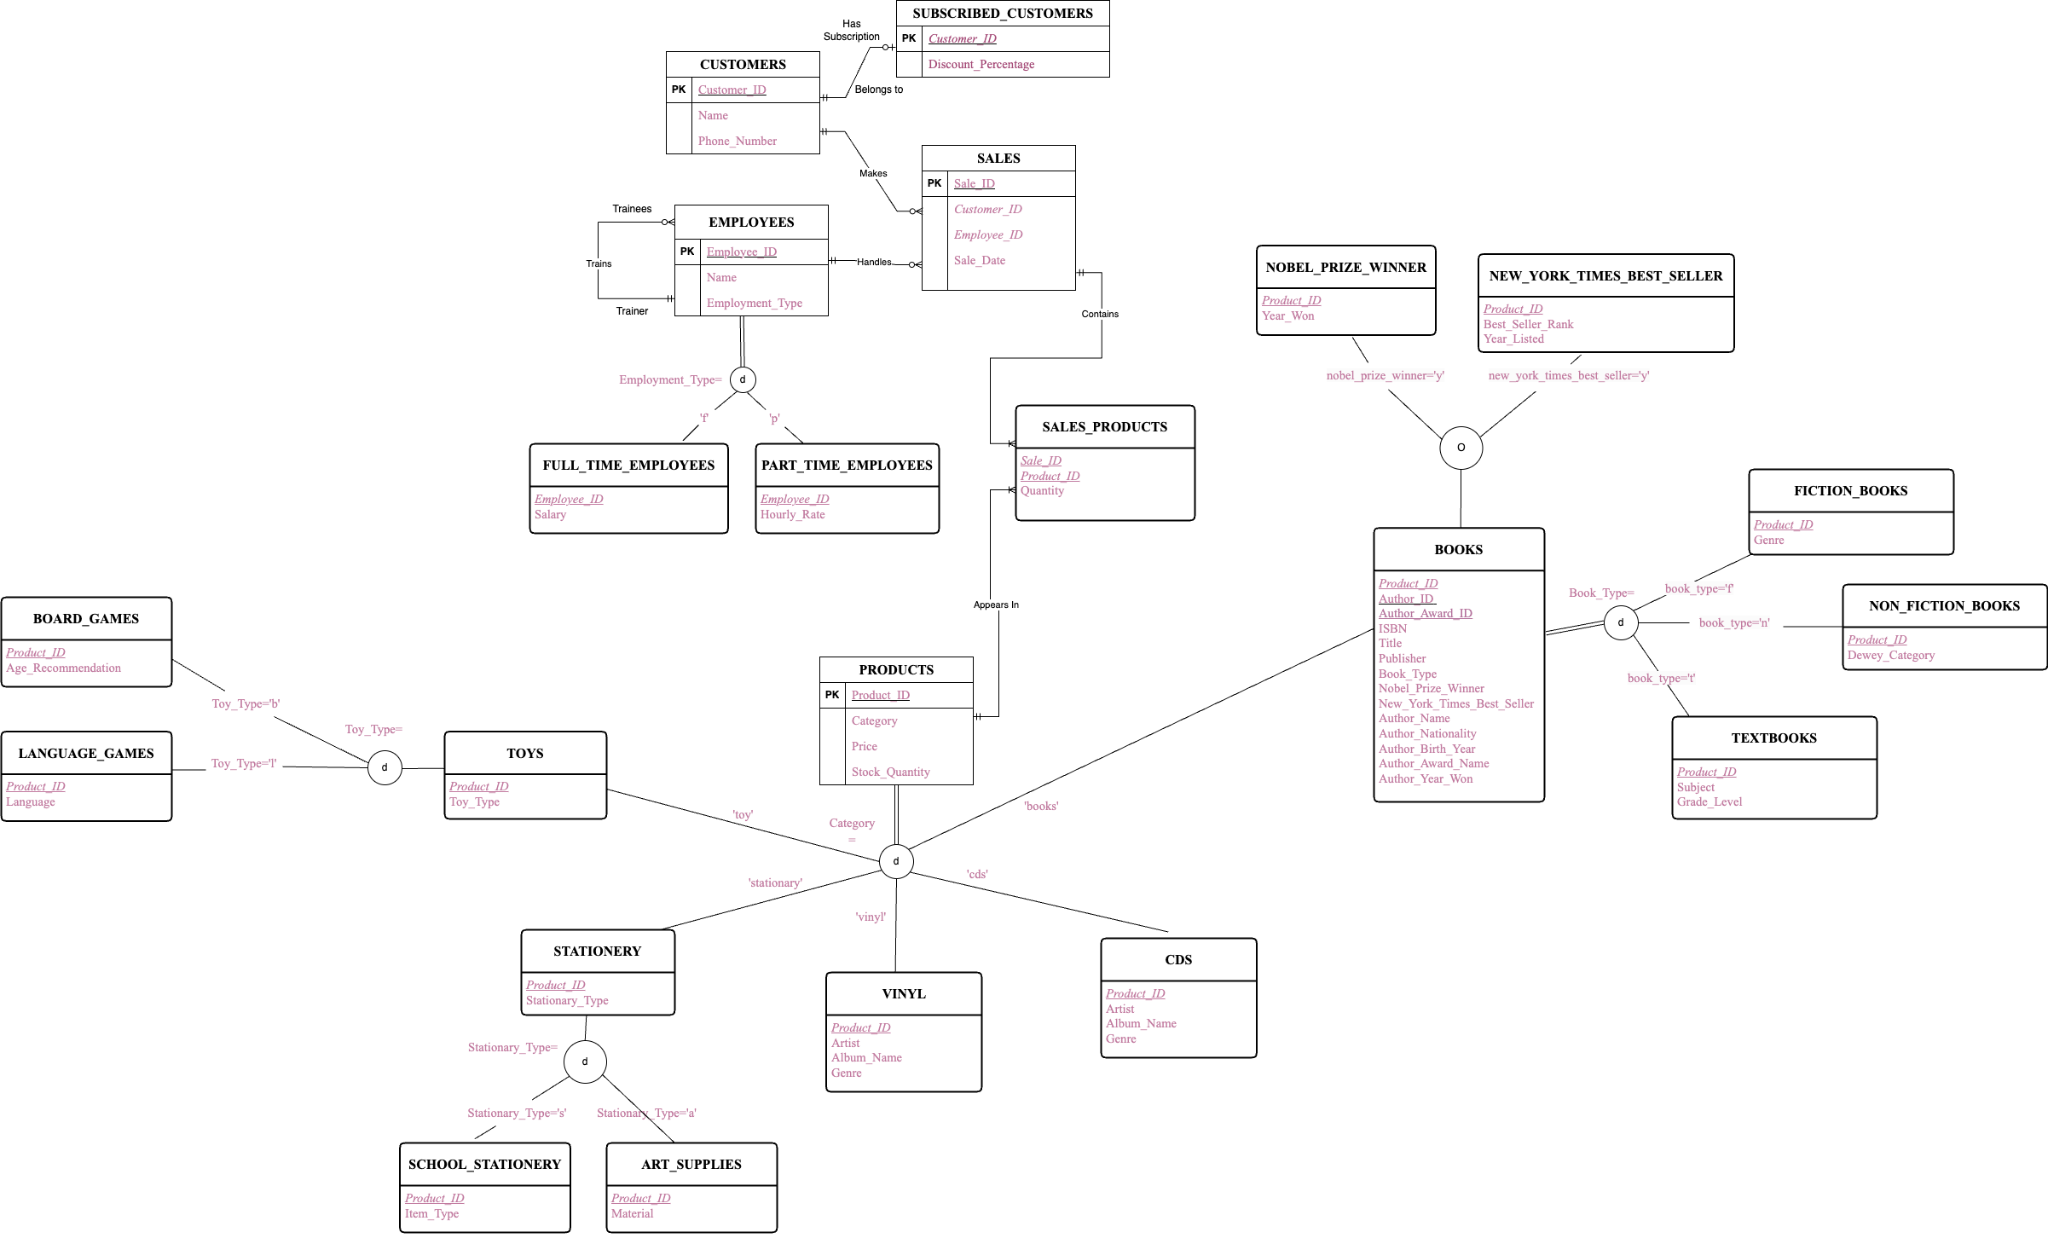 SUBSCRIBED_CUSTOMERS
PK Customer_ID
Discount_Percentage
Has
Subscription
Belongs to
CUSTOMERS
PK Customer_ID
Name
Phone_Number
Makes
SALES
PK Sale_ID
Customer_ID
Employee_ID
Sale_Date
Trainees
Trains
Trainer
EMPLOYEES
PK Employee_ID
Name
Employment_Type
Handles
Contains
Employment_Type=
d
'f'
'p'
FULL_TIME_EMPLOYEES
Employee_ID
Salary
PART_TIME_EMPLOYEES
Employee_ID
Hourly_Rate
SALES_PRODUCTS
Sale_ID
Product_ID
Quantity
Appears In
NOBEL_PRIZE_WINNER
Product_ID
Year_Won
NEW_YORK_TIMES_BEST_SELLER
Product_ID
Best_Seller_Rank
Year_Listed
nobel_prize_winner='y'
new_york_times_best_seller='y'
O
BOOKS
Product_ID
Author_ID
Author_Award_ID
ISBN
Title
Publisher
Book_Type
Nobel_Prize_Winner
New_York_Times_Best_Seller
Author_Name
Author_Nationality
Author_Birth_Year
Author_Award_Name
Author_Year_Won
Book_Type=
d
book_type='f'
book_type='n'
book_type='t'
FICTION_BOOKS
Product_ID
Genre
NON_FICTION_BOOKS
Product_ID
Dewey_Category
TEXTBOOKS
Product_ID
Subject
Grade_Level
BOARD_GAMES
Product_ID
Age_Recommendation
Toy_Type='b'
LANGUAGE_GAMES
Product_ID
Language
Toy_Type='l'
Toy_Type=
d
TOYS
Product_ID
Toy_Type
PRODUCTS
PK Product_ID
Category
Price
Stock_Quantity
'toy'
Category
=
d
'books'
'stationary'
'vinyl'
'cds'
STATIONERY
Product_ID
Stationary_Type
VINYL
Product_ID
Artist
Album_Name
Genre
CDS
Product_ID
Artist
Album_Name
Genre
Stationary_Type=
d
Stationary_Type='s'
Stationary_Type='a'
SCHOOL_STATIONERY
Product_ID
Item_Type
ART_SUPPLIES
Product_ID
Material